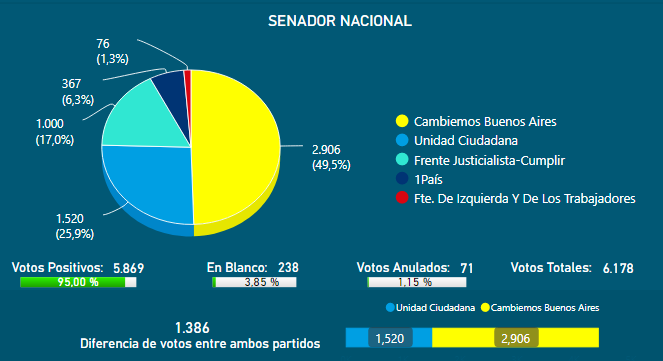 SENADOR NACIONAL
76
(1,3%)
367
(6,3%)
1.000
(17,0%)
2.906
(49,5%)
1.520
(25,9%)
Cambiemos Buenos Aires
Unidad Ciudadana
Frente Justicialista-Cumplir
1País
Fte. De Izquierda Y De Los Trabajadores
Votos Positivos: 5.869
95,00 %
En Blanco: 238
3.85 %
Votos Anulados: 71
1.15 %
Votos Totales: 6.178
Unidad Ciudadana Cambiemos Buenos Aires
1.386
Diferencia de votos entre ambos partidos
1,520 2,906